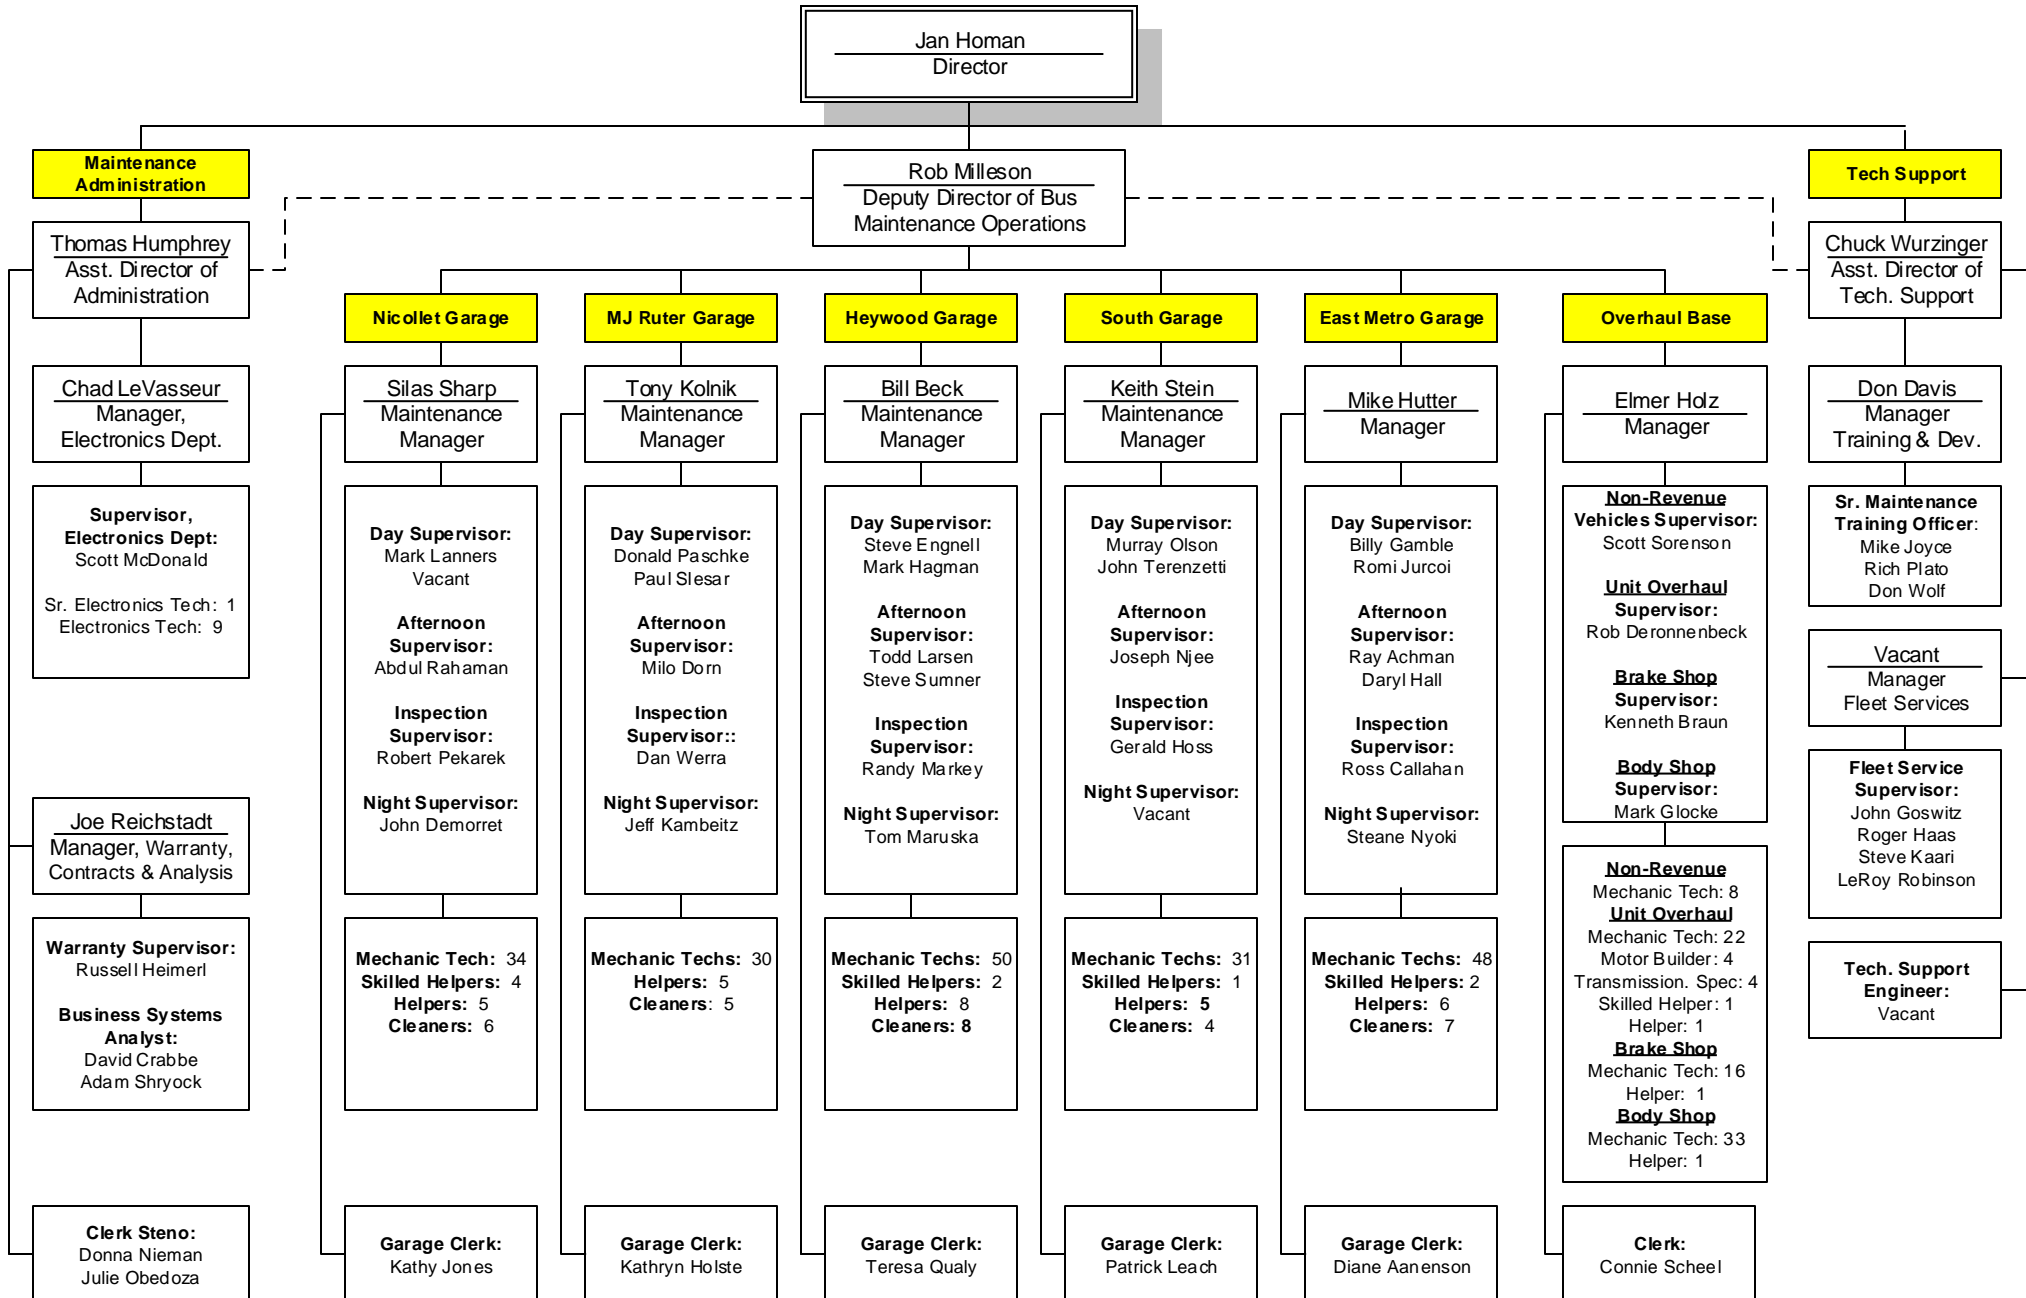 Jan Homan
Director
Maintenance
Administration
Rob Milleson
Deputy Director of Bus
Maintenance Operations
Tech Support
Thomas Humphrey
Asst. Director of
Administration
Chuck Wurzinger
Asst. Director of
Tech. Support
Nicollet Garage
MJ Ruter Garage
Heywood Garage
South Garage
East Metro Garage
Overhaul Base
Chad LeVasseur
Manager,
Electronics Dept.
Silas Sharp
Maintenance
Manager
Tony Kolnik
Maintenance
Manager
Bill Beck
Maintenance
Manager
Keith Stein
Maintenance
Manager
Mike Hutter
Manager
Elmer Holz
Manager
Don Davis
Manager
Training & Dev.
Supervisor,
Electronics Dept:
Scott McDonald
Sr. Electronics Tech: 1
Electronics Tech: 9
Day Supervisor:
Mark Lanners
Vacant
Afternoon
Supervisor:
Abdul Rahaman
Inspection
Supervisor:
Robert Pekarek
Night Supervisor:
John Demorret
Day Supervisor:
Donald Paschke
Paul Slesar
Afternoon
Supervisor:
Milo Dorn
Inspection
Supervisor::
Dan Werra
Night Supervisor:
Jeff Kambeitz
Day Supervisor:
Steve Engnell
Mark Hagman
Afternoon
Supervisor:
Todd Larsen
Steve Sumner
Inspection
Supervisor:
Randy Markey
Night Supervisor:
Tom Maruska
Day Supervisor:
Murray Olson
John Terenzetti
Afternoon
Supervisor:
Joseph Njee
Inspection
Supervisor:
Gerald Hoss
Night Supervisor:
Vacant
Day Supervisor:
Billy Gamble
Romi Jurcoi
Afternoon
Supervisor:
Ray Achman
Daryl Hall
Inspection
Supervisor:
Ross Callahan
Night Supervisor:
Steane Nyoki
Non-Revenue
Vehicles Supervisor:
Scott Sorenson
Unit Overhaul
Supervisor:
Rob Deronnenbeck
Brake Shop
Supervisor:
Kenneth Braun
Body Shop
Supervisor:
Mark Glocke
Sr. Maintenance
Training Officer:
Mike Joyce
Rich Plato
Don Wolf
Vacant
Manager
Fleet Services
Fleet Service
Supervisor:
John Goswitz
Roger Haas
Steve Kaari
LeRoy Robinson
Tech. Support
Engineer:
Vacant
Joe Reichstadt
Manager, Warranty,
Contracts & Analysis
Warranty Supervisor:
Russell Heimerl
Business Systems
Analyst:
David Crabbe
Adam Shryock
Mechanic Tech: 34
Skilled Helpers: 4
Helpers: 5
Cleaners: 6
Mechanic Techs: 30
Helpers: 5
Cleaners: 5
Mechanic Techs: 50
Skilled Helpers: 2
Helpers: 8
Cleaners: 8
Mechanic Techs: 31
Skilled Helpers: 1
Helpers: 5
Cleaners: 4
Mechanic Techs: 48
Skilled Helpers: 2
Helpers: 6
Cleaners: 7
Non-Revenue
Mechanic Tech: 8
Unit Overhaul
Mechanic Tech: 22
Motor Builder: 4
Transmission. Spec: 4
Skilled Helper: 1
Helper: 1
Brake Shop
Mechanic Tech: 16
Helper: 1
Body Shop
Mechanic Tech: 33
Helper: 1
Clerk Steno:
Donna Nieman
Julie Obedoza
Garage Clerk:
Kathy Jones
Garage Clerk:
Kathryn Holste
Garage Clerk:
Teresa Qualy
Garage Clerk:
Patrick Leach
Garage Clerk:
Diane Aanenson
Clerk:
Connie Scheel